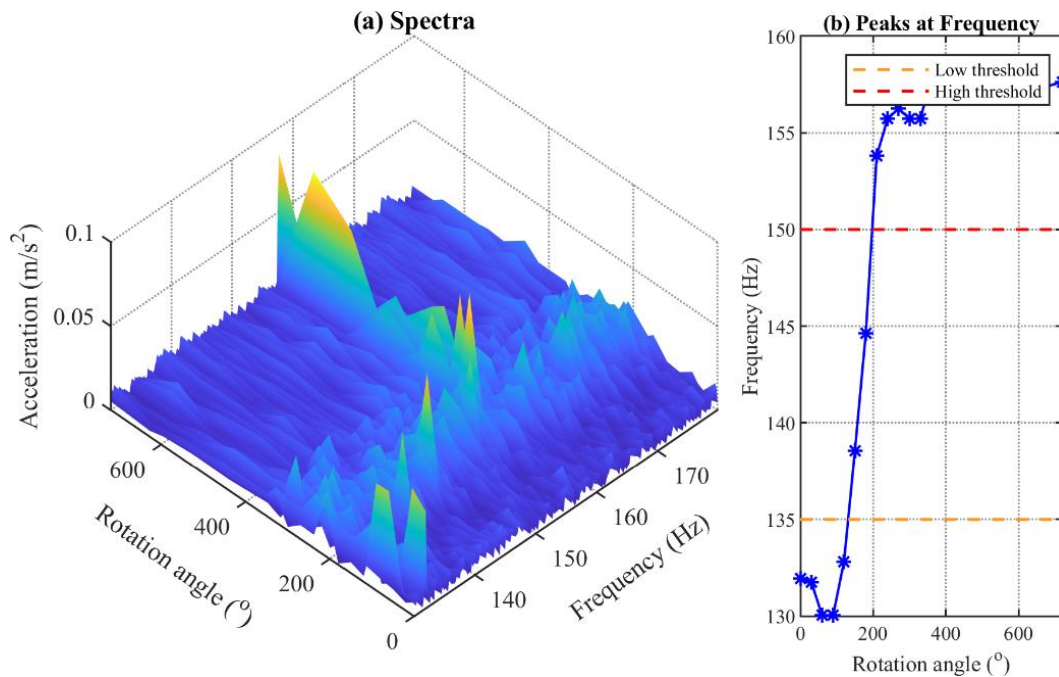 (a) Spectra
Acceleration (m/s²)
0.1
0.05
0
600
400
200
0
Rotation angle (°)
140
150
160
170
Frequency (Hz)
(b) Peaks at Frequency
Low threshold
High threshold
160
155
150
145
140
135
130
Frequency (Hz)
0 200 400 600
Rotation angle (°)